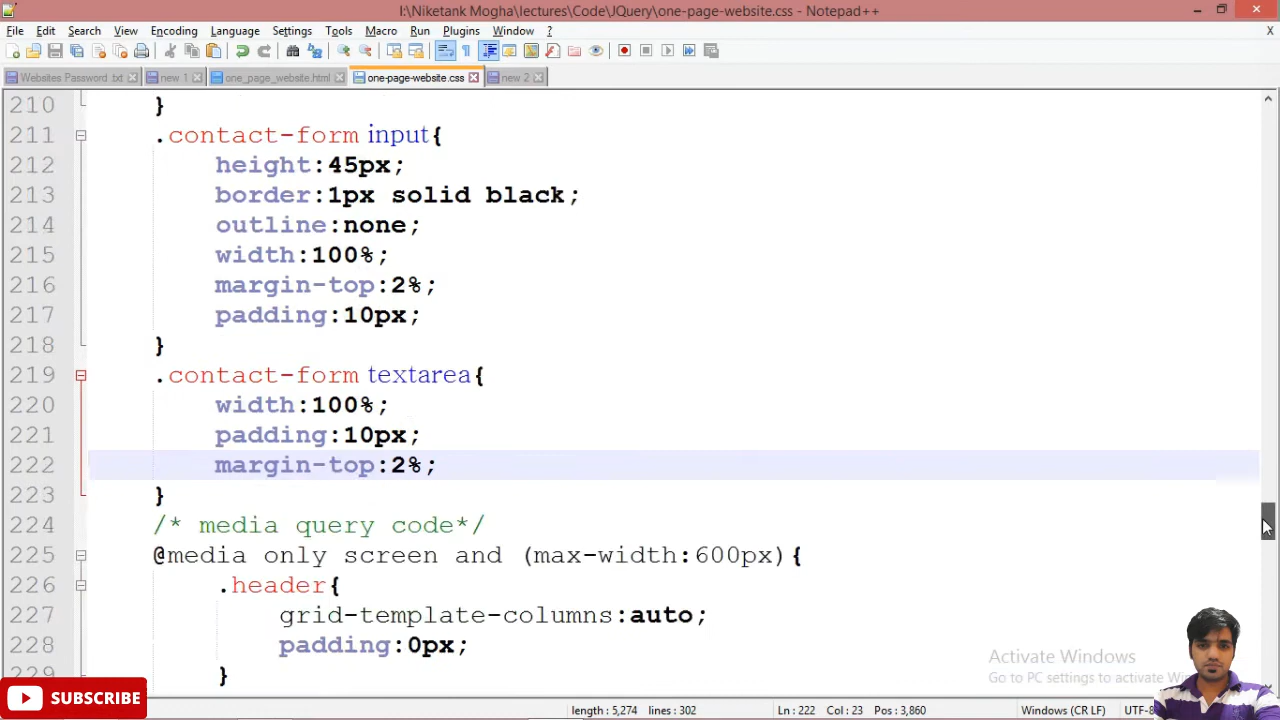 I:\Niketank Mogha\lectures\Code\JQuery\one-page-website.css - Notepad++
File Edit Search View Encoding Language Settings Tools Macro Run Plugins Window ?
X
Websites Password txt new 1 one_page_website.html one-page-website.css new 2
210 }
211 .contact-form input{
212 height:45px;
213 border:1px solid black;
214 outline:none;
215 width:100%;
216 margin-top:2%;
217 padding:10px;
218 }
219 .contact-form textarea{
220 width:100%;
221 padding:10px;
222 margin-top:2%;
223 }
224 /* media query code*/
225 @media only screen and (max-width:600px){
226 .header{
227 grid-template-columns:auto;
228 padding:0px;
229 }
Activate Windows
Go to PC settings to activate
SUBSCRIBE
length : 5,274 lines : 302 Ln : 222 Col : 23 Pos : 3,860 Windows (CR LF) UTF-8